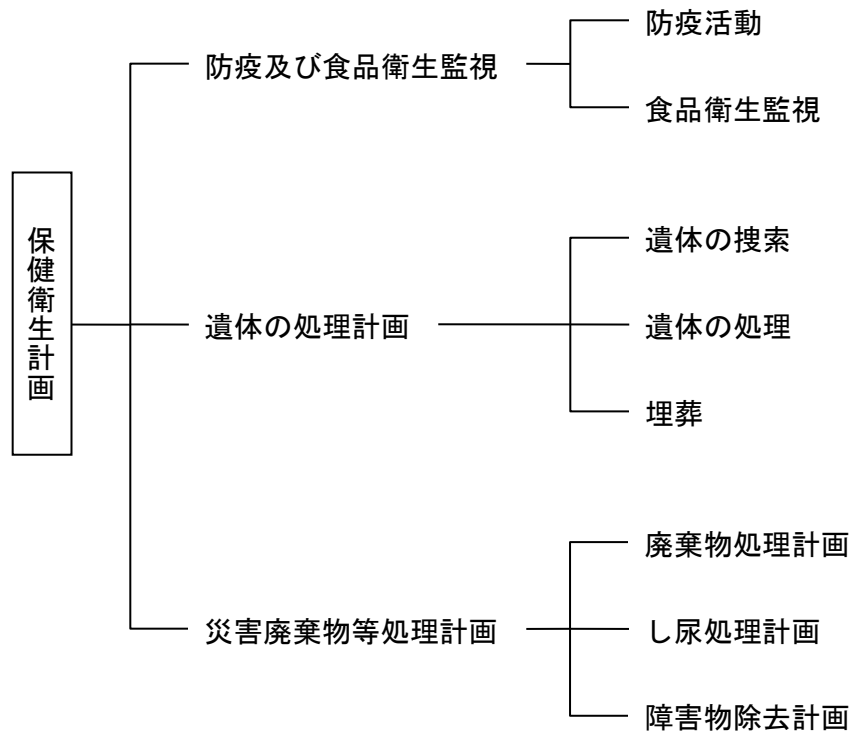 保健衛生計画
防疫及び食品衛生監視
防疫活動
食品衛生監視
遺体の処理計画
遺体の捜索
遺体の処理
埋葬
災害廃棄物等処理計画
廃棄物処理計画
し尿処理計画
障害物除去計画